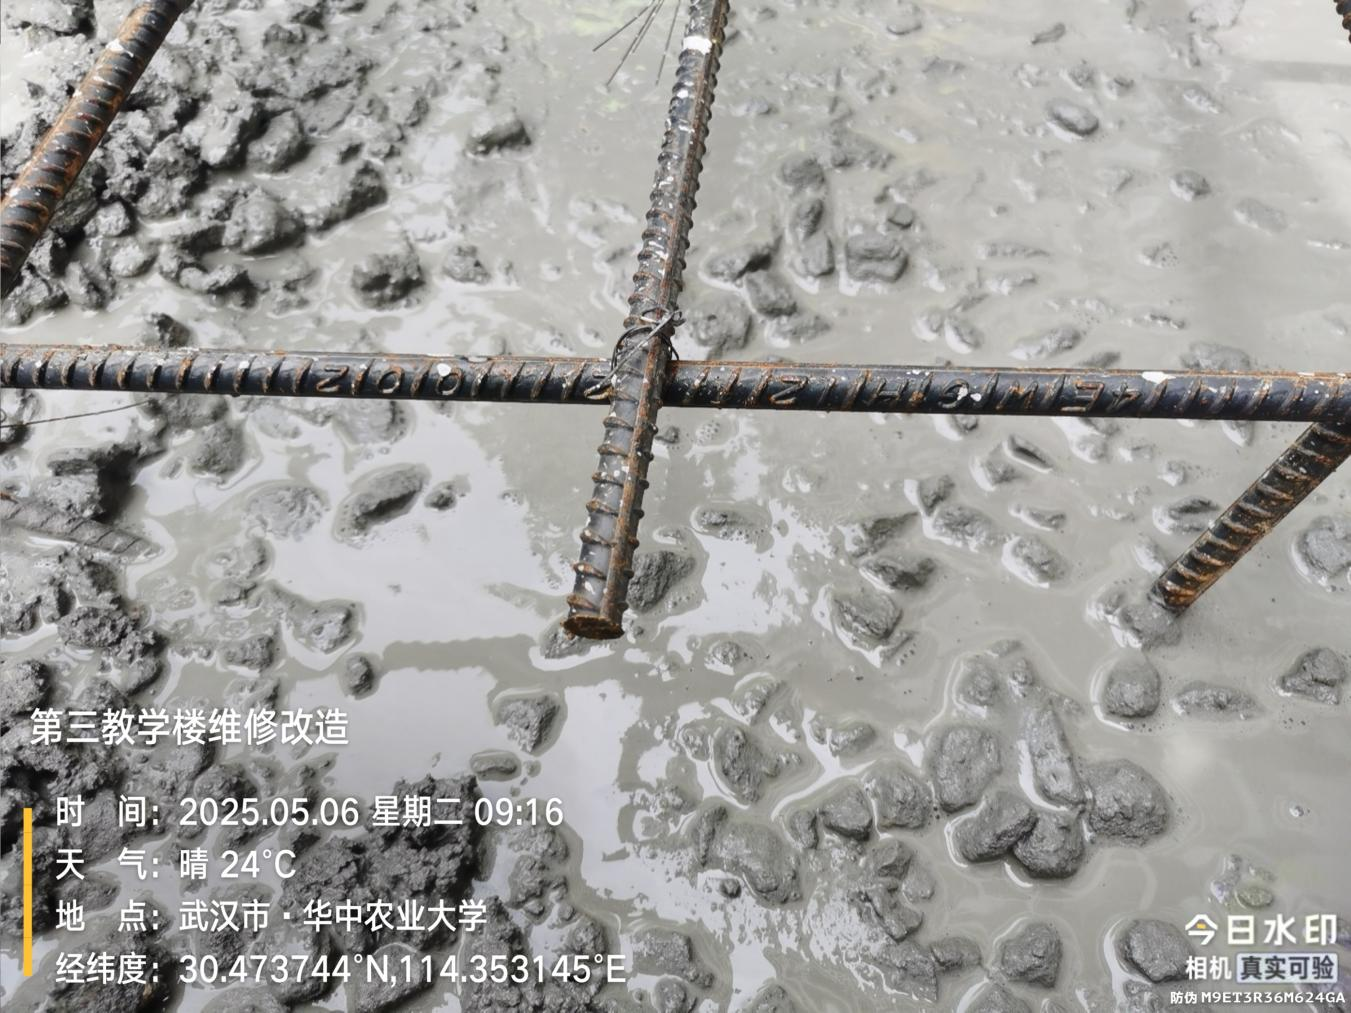 第三教学楼维修改造
时 间：2025.05.06 星期二 09:16
天 气：晴 24°C
地 点：武汉市·华中农业大学
经纬度：30.473744°N,114.353145°E
今日水印
相机 真实可验
防伪 M9ET3R36M624GA